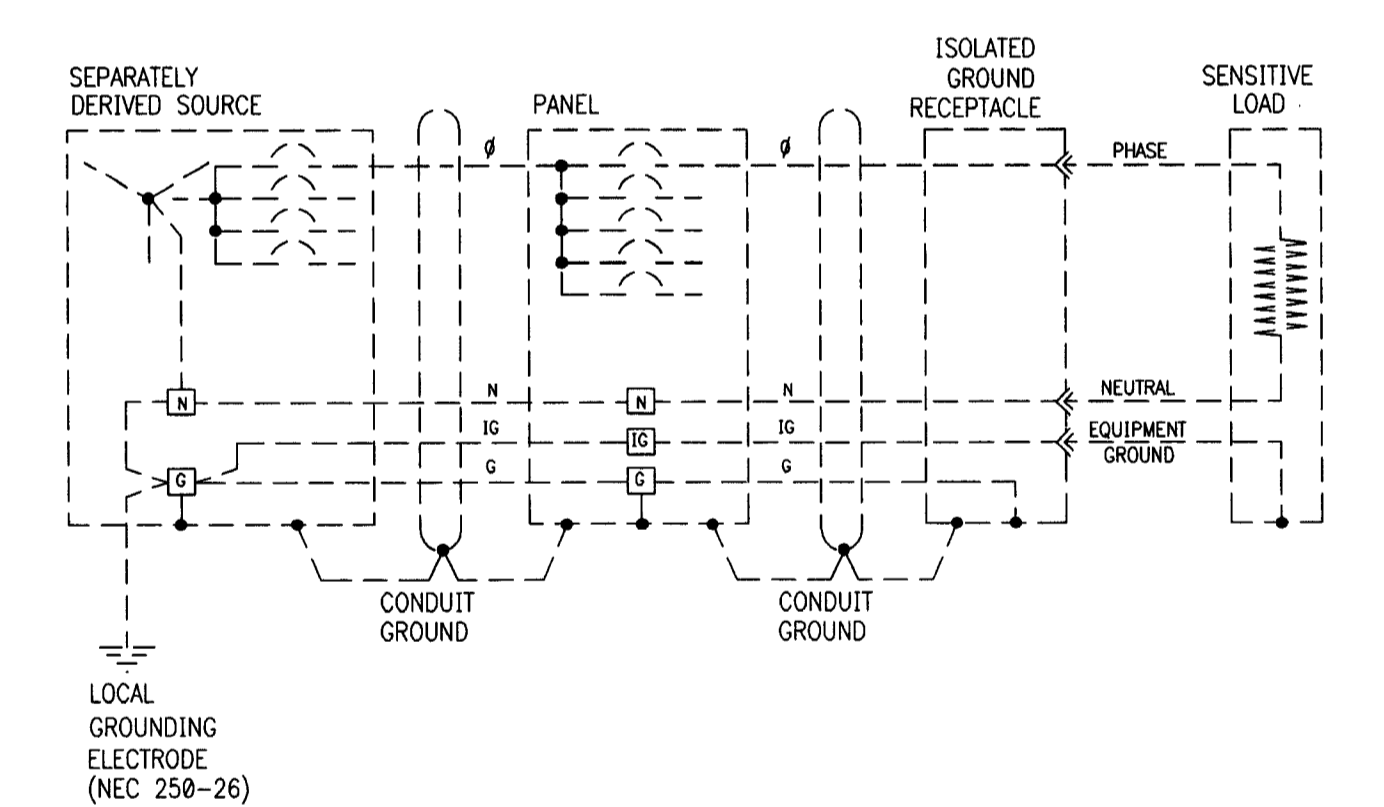 ISOLATED
GROUND
RECEPTACLE
SEPARATELY
DERIVED SOURCE
PANEL
SENSITIVE
LOAD
Ø
Ø
PHASE
N
N
N
N
NEUTRAL
IG
IG
IG
EQUIPMENT
GROUND
G
G
G
G
CONDUIT
GROUND
CONDUIT
GROUND
LOCAL
GROUNDING
ELECTRODE
(NEC 250-26)